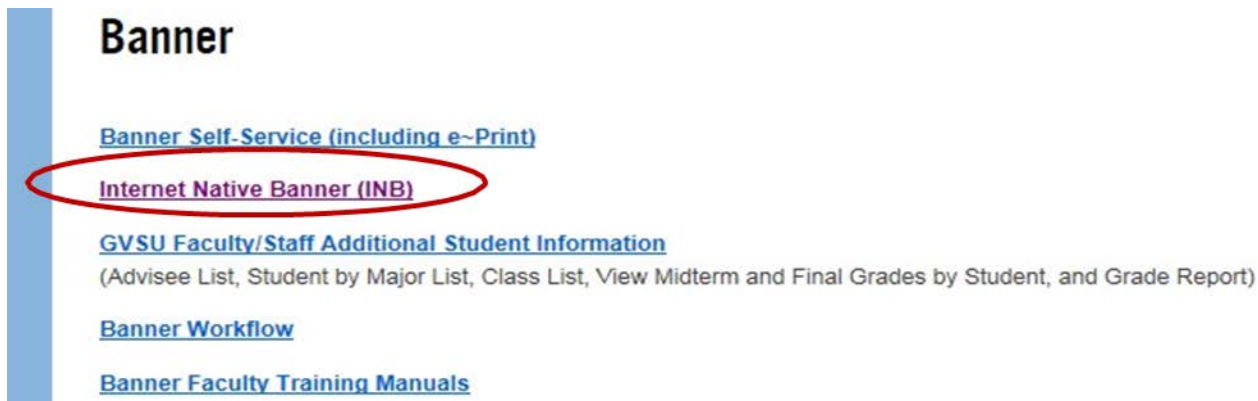 Banner
Banner Self-Service (including e~Print)
Internet Native Banner (INB)
GVSU Faculty/Staff Additional Student Information
(Advisee List, Student by Major List, Class List, View Midterm and Final Grades by Student, and Grade Report)
Banner Workflow
Banner Faculty Training Manuals